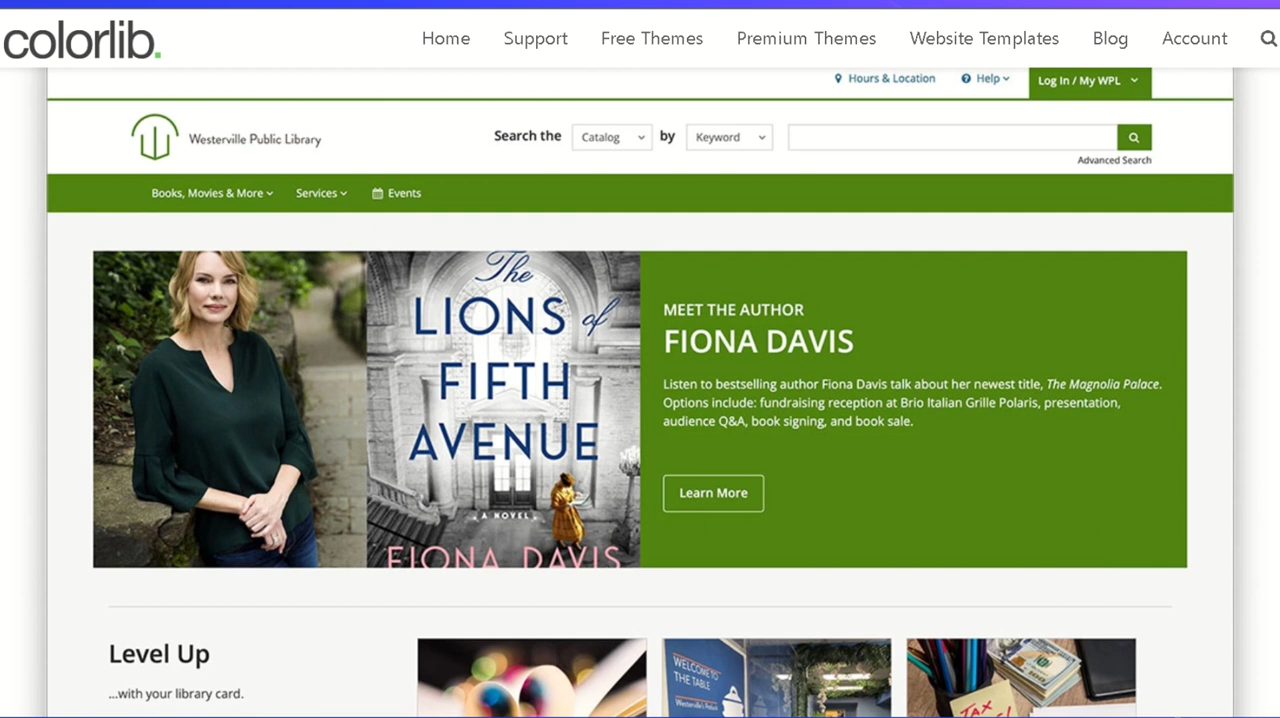 colorlib.
Home Support Free Themes Premium Themes Website Templates Blog Account
Hours & Location Help Log In / My WPL
Westerville Public Library
Search the Catalog by Keyword
Advanced Search
Books, Movies & More Services Events
The
LIONS of
FIFTH
AVENUE
A NOVEL
FIONA DAVIS
MEET THE AUTHOR
FIONA DAVIS
Listen to bestselling author Fiona Davis talk about her newest title, The Magnolia Palace.
Options include: fundraising reception at Brio Italian Grille Polaris, presentation,
audience Q&A, book signing, and book sale.
Learn More
Level Up
...with your library card.
WELCOME TO
THE TABLE
TAX